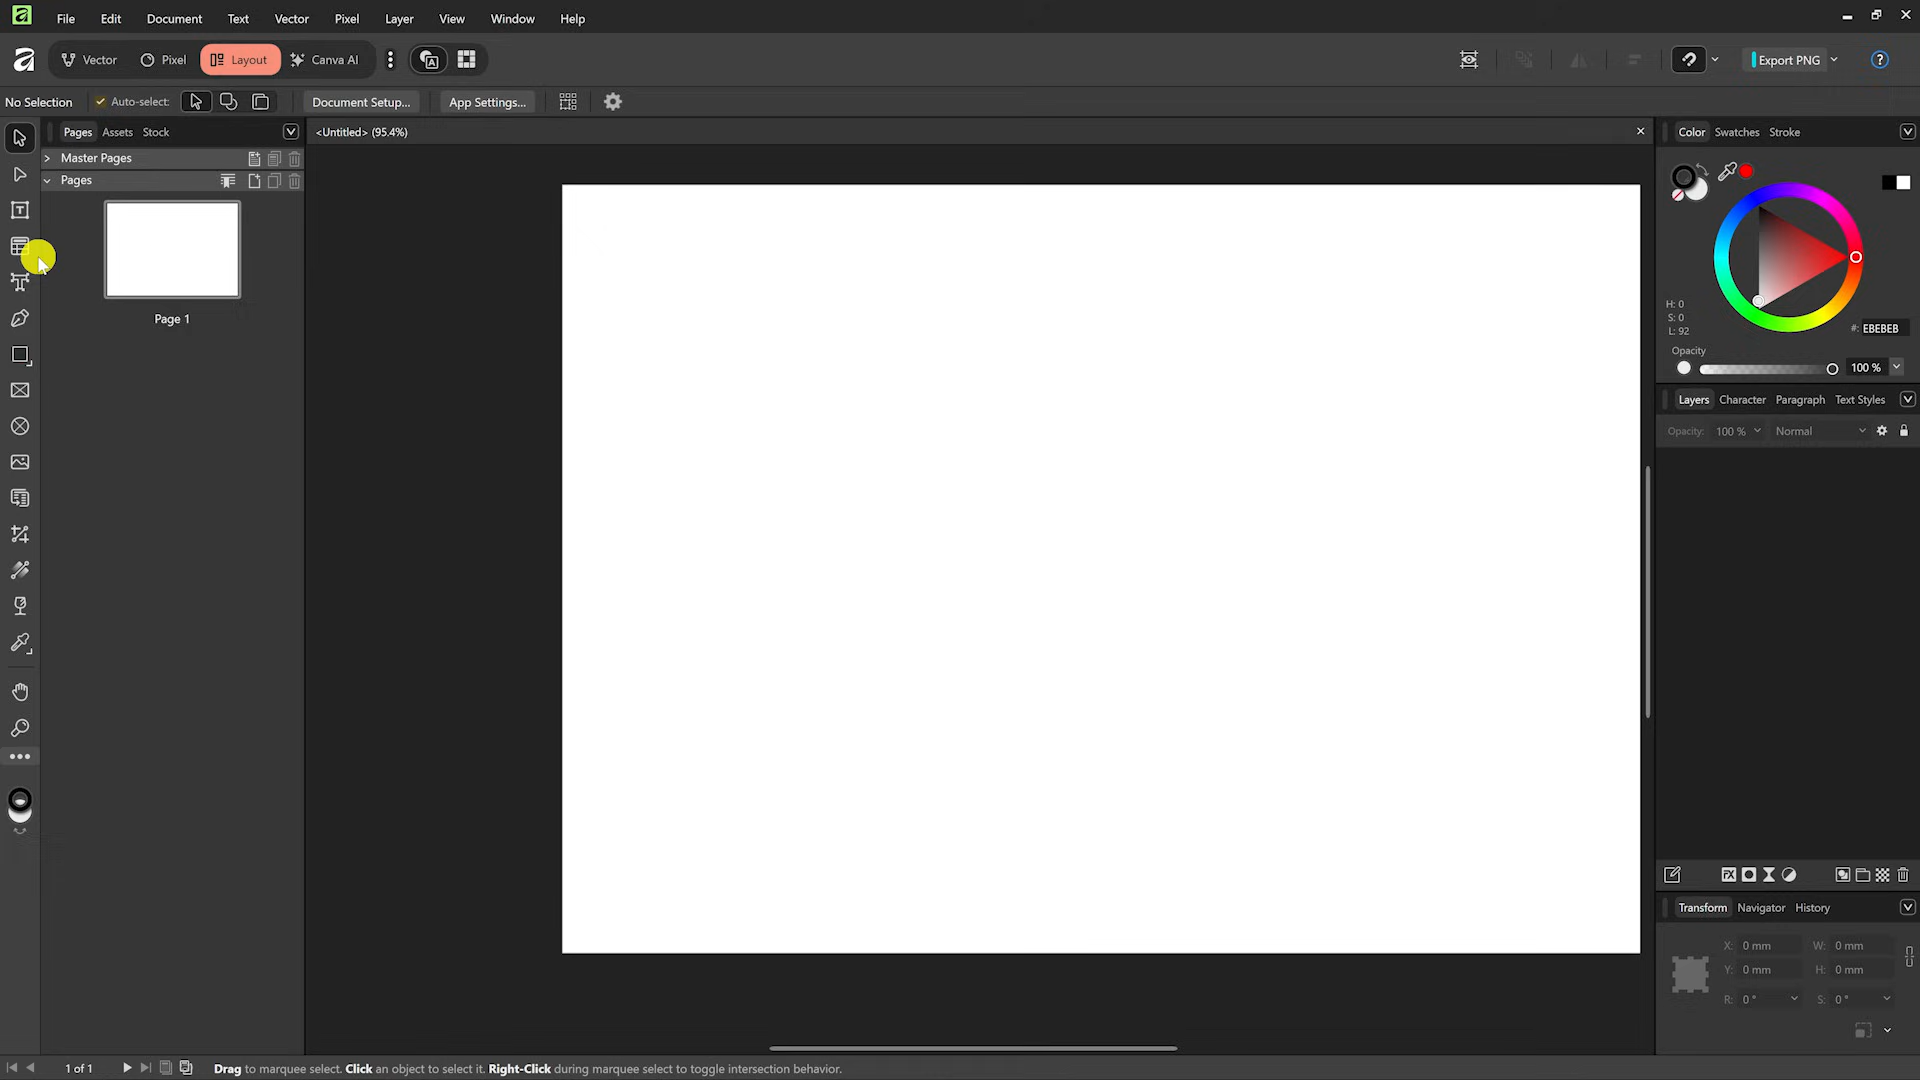 File Edit Document Text Vector Pixel Layer View Window Help
Vector Pixel Layout Canva AI Export PNG
No Selection Auto-select: Document Setup... App Settings...
Pages Assets Stock
<Untitled> (95.4%)
Color Swatches Stroke
Master Pages
Pages
Page 1
H: 0
S: 0
L: 92
#: EBEBEB
Opacity
100 %
Layers Character Paragraph Text Styles
Opacity: 100 % Normal
Transform Navigator History
X: 0 mm W: 0 mm
Y: 0 mm H: 0 mm
R: 0 ° S: 0 °
1 of 1 Drag to marquee select. Click an object to select it. Right-Click during marquee select to toggle intersection behavior.